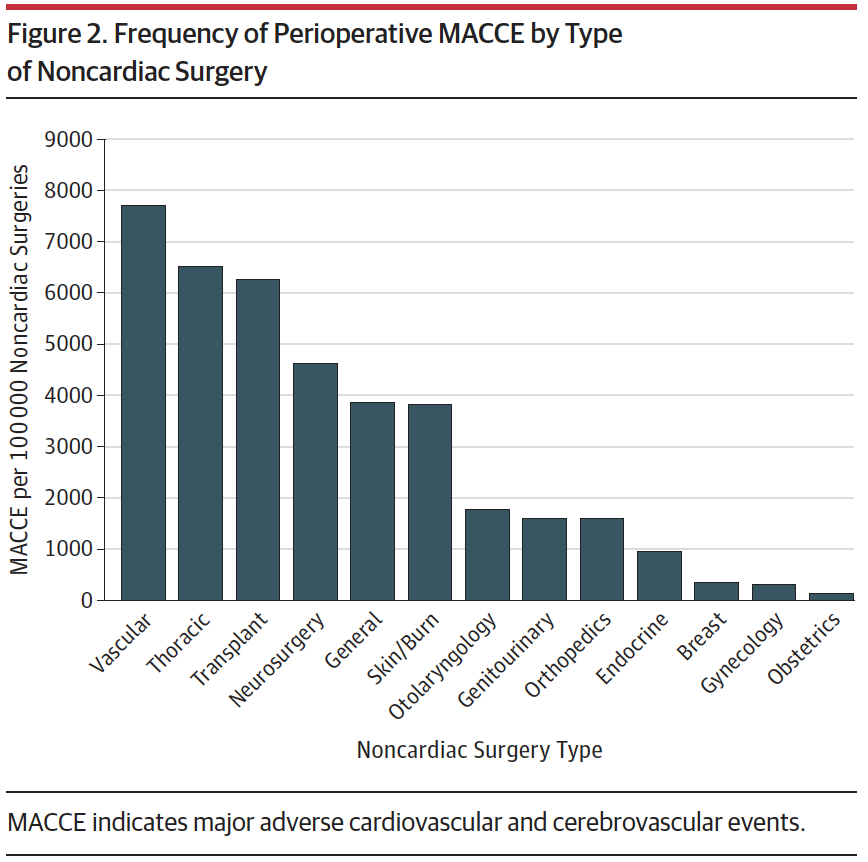 Figure 2. Frequency of Perioperative MACCE by Type
of Noncardiac Surgery
MACCE per 100 000 Noncardiac Surgeries
9000
8000
7000
6000
5000
4000
3000
2000
1000
0
Vascular
Thoracic
Transplant
Neurosurgery
General
Skin/Burn
Otolaryngology
Genitourinary
Orthopedics
Endocrine
Breast
Gynecology
Obstetrics
Noncardiac Surgery Type
MACCE indicates major adverse cardiovascular and cerebrovascular events.